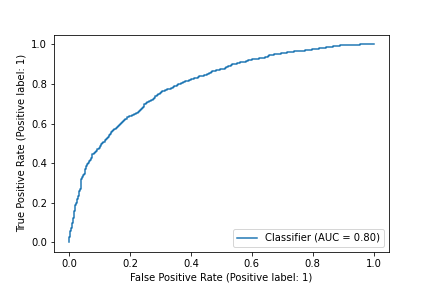 True Positive Rate (Positive label: 1)
1.0
0.8
0.6
0.4
0.2
0.0
Classifier (AUC = 0.80)
0.0 0.2 0.4 0.6 0.8 1.0
False Positive Rate (Positive label: 1)